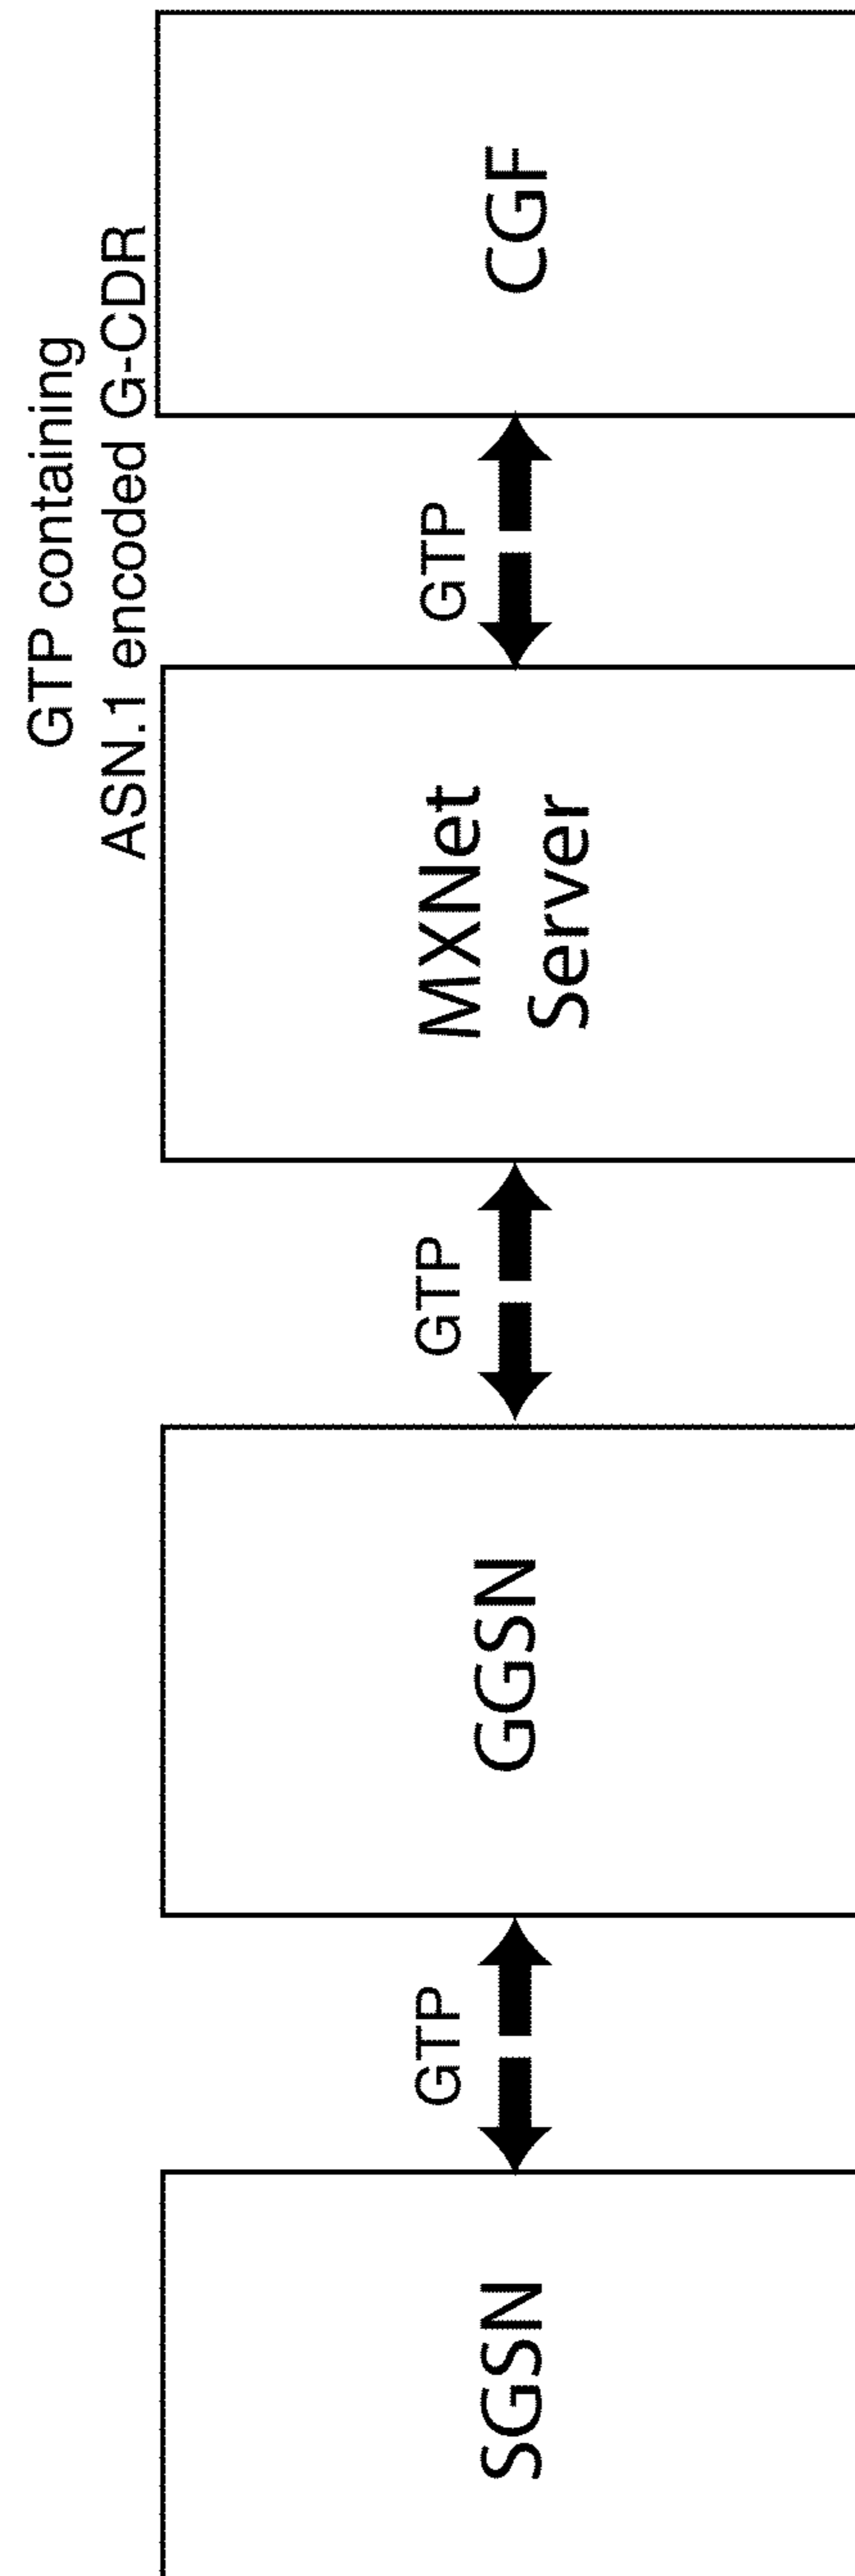 GTP containing
ASN.1 encoded G-CDR
SGSN
GTP
GGSN
GTP
MXNet
Server
GTP
CGF